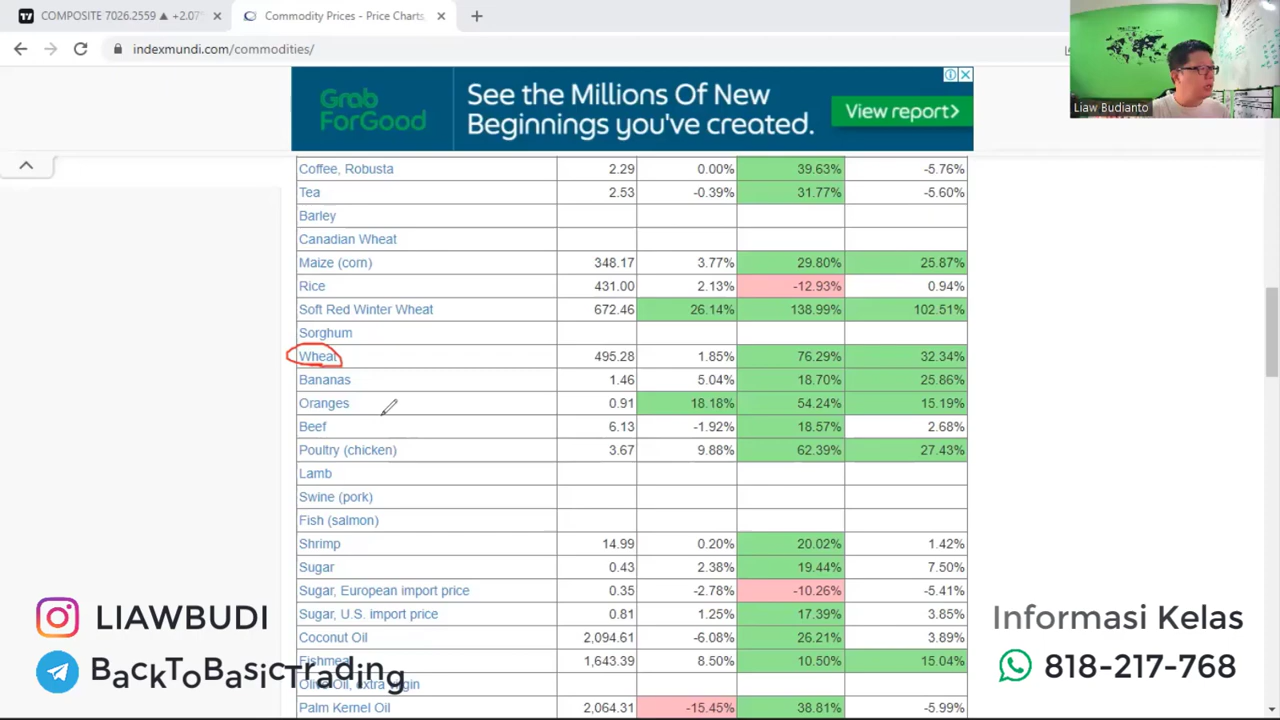 COMPOSITE 7026.2559 ▲ +2.07
Commodity Prices - Price Charts,
indexmundi.com/commodities/
Grab
ForGood
See the Millions Of New
Beginnings you've created.
View report>
Liaw Budianto
Coffee, Robusta 2.29 0.00% 39.63% -5.76%
Tea 2.53 -0.39% 31.77% -5.60%
Barley
Canadian Wheat
Maize (corn) 348.17 3.77% 29.80% 25.87%
Rice 431.00 2.13% -12.93% 0.94%
Soft Red Winter Wheat 672.46 26.14% 138.99% 102.51%
Sorghum
Wheat 495.28 1.85% 76.29% 32.34%
Bananas 1.46 5.04% 18.70% 25.86%
Oranges 0.91 18.18% 54.24% 15.19%
Beef 6.13 -1.92% 18.57% 2.68%
Poultry (chicken) 3.67 9.88% 62.39% 27.43%
Lamb
Swine (pork)
Fish (salmon)
Shrimp 14.99 0.20% 20.02% 1.42%
Sugar 0.43 2.38% 19.44% 7.50%
Sugar, European import price 0.35 -2.78% -10.26% -5.41%
Sugar, U.S. import price 0.81 1.25% 17.39% 3.85%
Coconut Oil 2,094.61 -6.08% 26.21% 3.89%
Fishmeal 1,643.39 8.50% 10.50% 15.04%
Olive Oil, extra virgin
Palm Kernel Oil 2,064.31 -15.45% 38.81% -5.99%
LIAWBUDI
BackToBasicTrading
Informasi Kelas
818-217-768